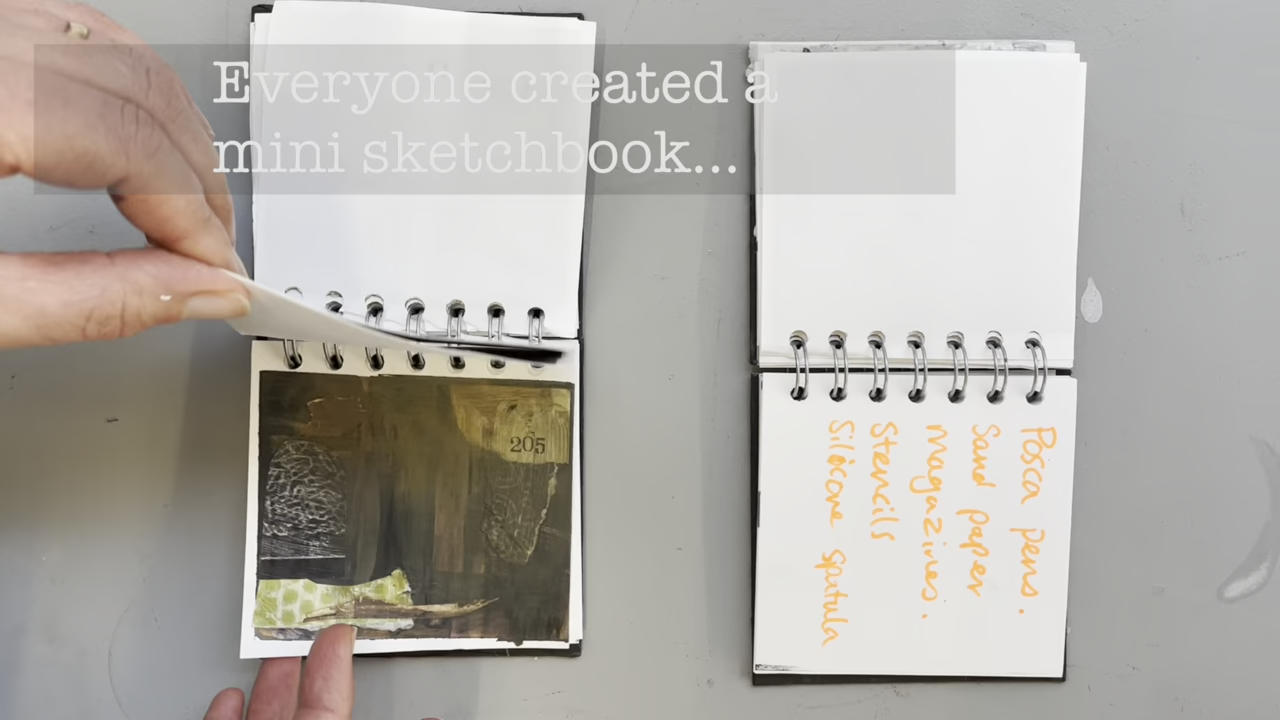 Everyone created a
mini sketchbook...
205
Posca pens.
Sand paper
Magazines.
Stencils
Silicone spatula